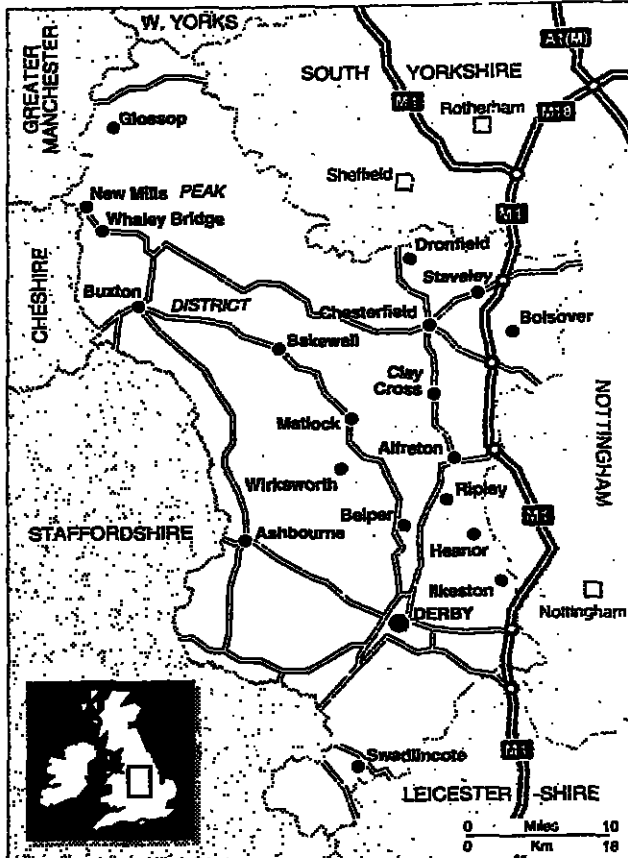 W. YORKS
GREATER
MANCHESTER
A1(M)
SOUTH YORKSHIRE
M1
M18
Rotherham
Glossop
Sheffield
New Mills
PEAK
M1
Whaley Bridge
Dronfield
Staveley
CHESHIRE
Buxton
DISTRICT
Chesterfield
Bolsover
Bakewell
Clay
Cross
NOTTINGHAM
Matlock
Alfreton
Wirksworth
Ripley
STAFFORDSHIRE
Belper
M1
Ashbourne
Heanor
Ilkeston
Nottingham
DERBY
M1
Swadlincote
LEICESTER-SHIRE
0 Miles 10
0 Km 16